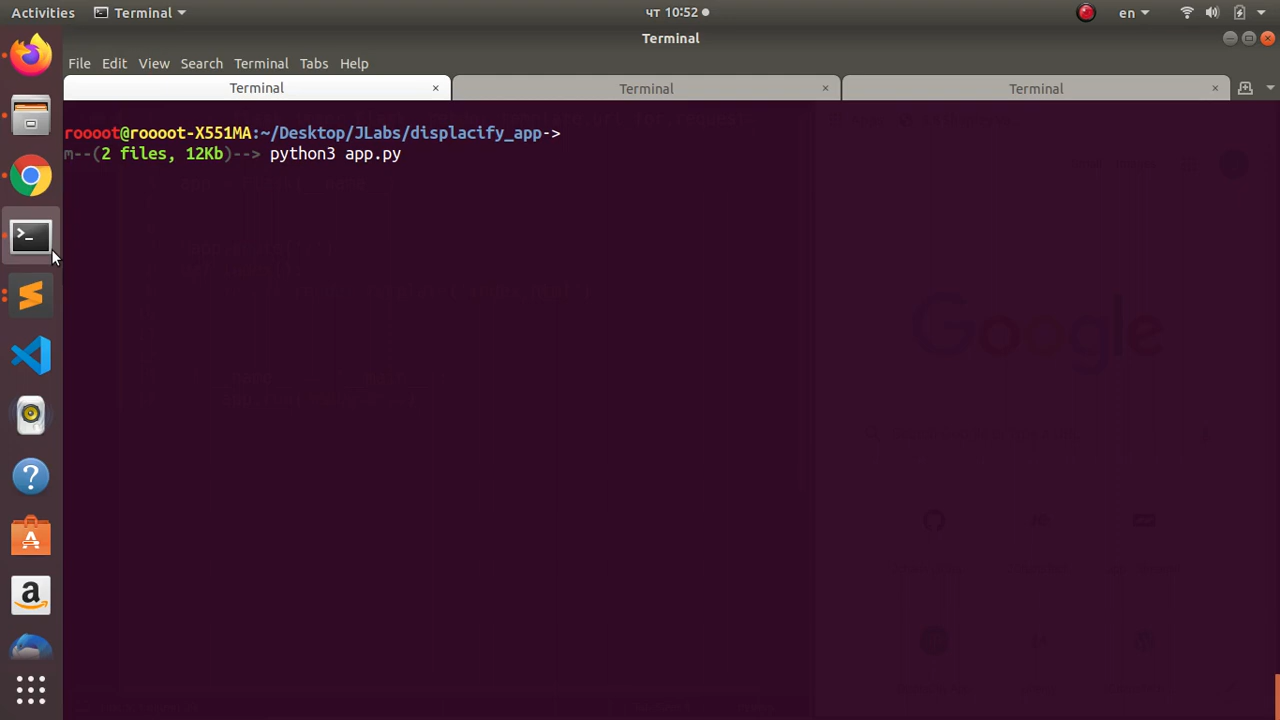 Activities
Terminal
чт 10:52
en
Terminal
File Edit View Search Terminal Tabs Help
Terminal × Terminal × Terminal ×
roooot@roooot-X551MA:~/Desktop/JLabs/displacify_app->
m--(2 files, 12Kb)--> python3 app.py
Google